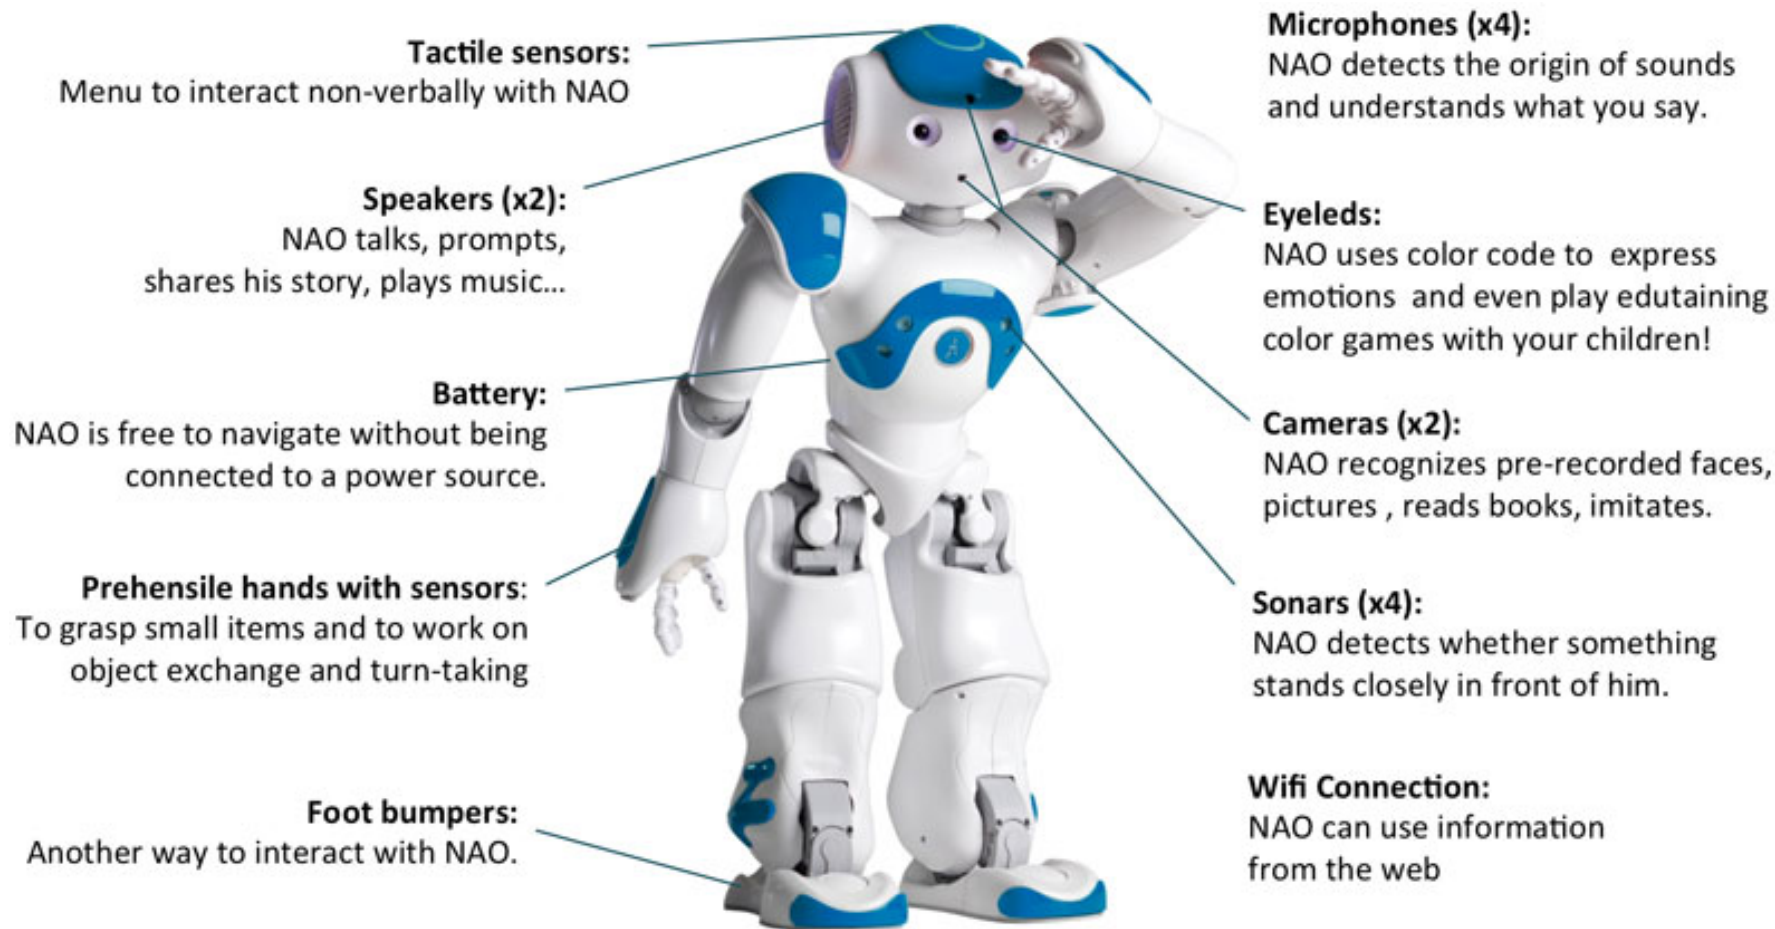 Tactile sensors:
Menu to interact non-verbally with NAO
Speakers (x2):
NAO talks, prompts,
shares his story, plays music...
Battery:
NAO is free to navigate without being
connected to a power source.
Prehensile hands with sensors:
To grasp small items and to work on
object exchange and turn-taking
Foot bumpers:
Another way to interact with NAO.
Microphones (x4):
NAO detects the origin of sounds
and understands what you say.
Eyeleds:
NAO uses color code to  express
emotions  and even play edutaining
color games with your children!
Cameras (x2):
NAO recognizes pre-recorded faces,
pictures , reads books, imitates.
Sonars (x4):
NAO detects whether something
stands closely in front of him.
Wifi Connection:
NAO can use information
from the web